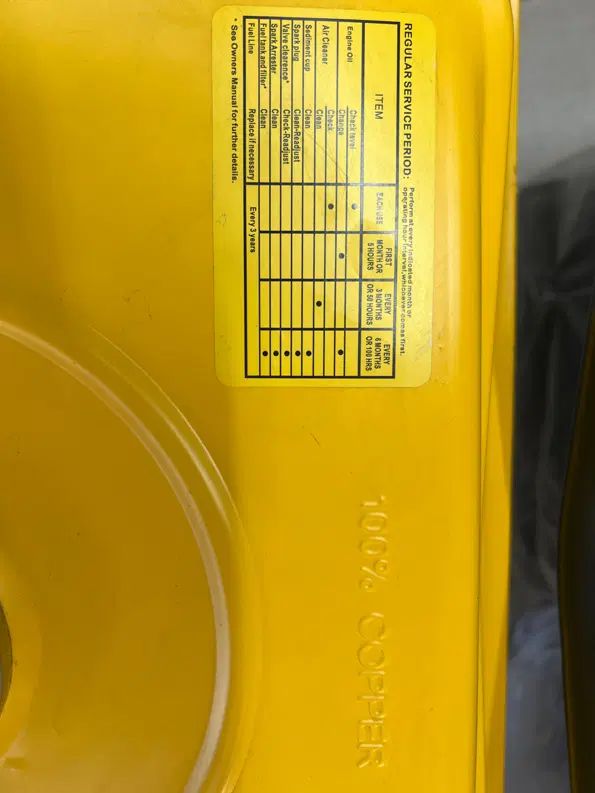 REGULAR SERVICE PERIOD: Perform at every indicated month or
operating hour interval, whichever comes first.
ITEM
EACH USE
FIRST
MONTH OR
5 HOURS
EVERY
3 MONTHS
OR 50 HOURS
EVERY
6 MONTHS
OR 100 HRS
Engine Oil Check level ●
Change ● ●
Air Cleaner Check ●
Clean ●
Sediment cup Clean ●
Spark plug Clean-Readjust ●
Valve clearence* Check-Readjust ●
Spark Arrester Clean ●
Fuel tank and filter* Clean ●
Fuel Line Replace if necessary Every 3 years
* See Owners Manual for further details.
100% COPPER